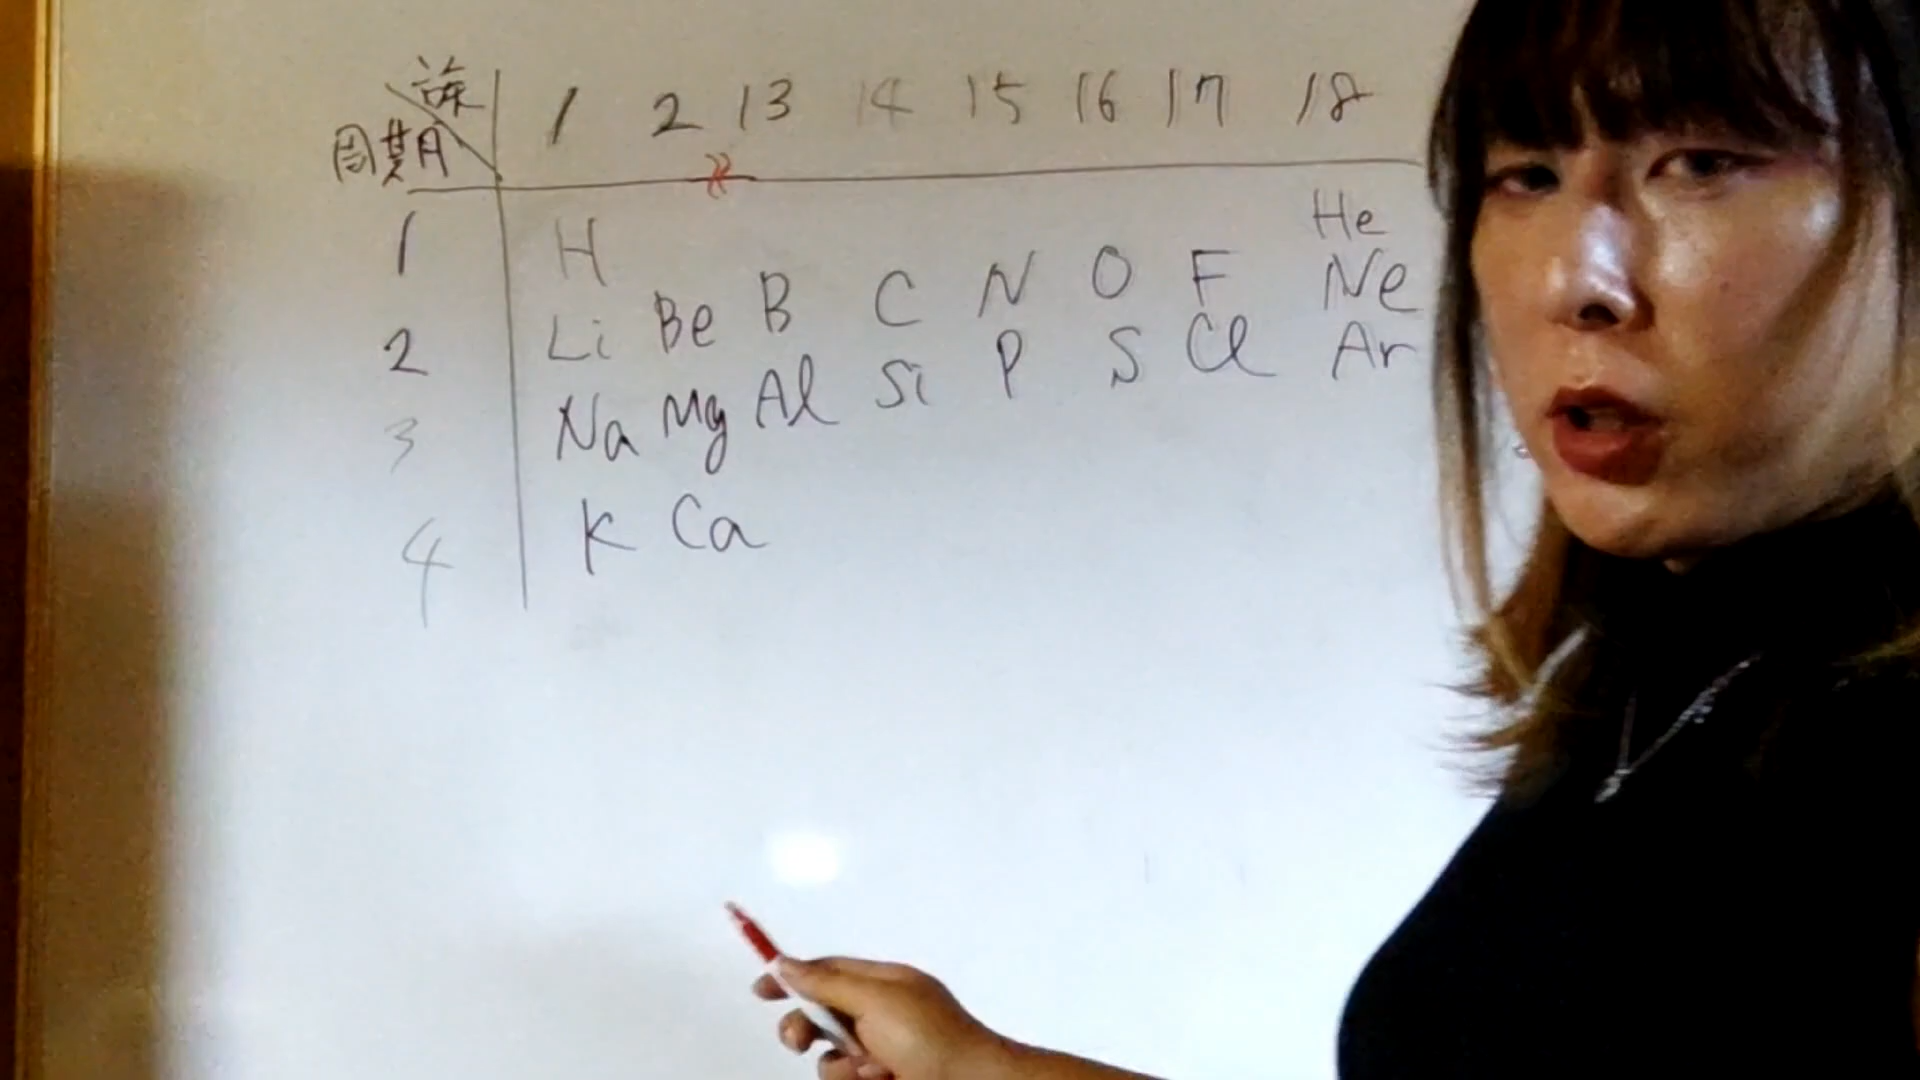 族 1 2 13 14 15 16 17 18
周期
1 H He
2 Li Be B C N O F Ne
3 Na Mg Al Si P S Cl Ar
4 K Ca